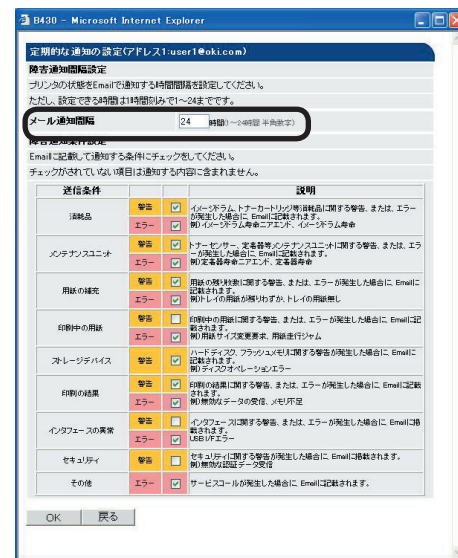 B430 - Microsoft Internet Explorer
定期的な通知の設定(アドレス1:user1@oki.com)
障害通知間隔設定
プリンタの状態をEmailで通知する時間間隔を設定してください。
ただし、設定できる時間は1時間刻みで1～24までです。
メール通知間隔 24 時間(1～24時間 半角数字)
障害通知条件設定
Emailに記載して通知する条件にチェックをしてください。
チェックがされていない項目は通知する内容に含まれません。
送信条件 説明
消耗品 警告 エラー
イメージドラム、トナーカートリッジ等消耗品に関する警告、または、エラー
が発生した場合に、Emailに記載されます。
例)イメージドラム寿命ニアエンド、イメージドラム寿命
メンテナンスユニット 警告 エラー
トナーセンサー、定着器等メンテナンスユニットに関する警告、または、エラ
ーが発生した場合に、Emailに記載されます。
例)定着器寿命ニアエンド、定着器寿命
用紙の補充 警告 エラー
用紙の残り枚数に関する警告、または、エラーが発生した場合に、Emailに
記載されます。
例)トレイの用紙が残りわずか、トレイの用紙無し
印刷中の用紙 警告 エラー
印刷中の用紙に関する警告、または、エラーが発生した場合に、Emailに記
載されます。
例)用紙サイズ変更要求、用紙走行ジャム
ストレージデバイス 警告 エラー
ハードディスク、フラッシュメモリに関する警告が発生した場合に、Emailに
記載されます。
例)ディスクオペレーションエラー
印刷の結果 警告 エラー
印刷の結果に関する警告、または、エラーが発生した場合に、Emailに記載
されます。
例)無効なデータの受信、メモリ不足
インタフェースの異常 警告 エラー
インタフェースに関する警告、または、エラーが発生した場合に、Emailに掲
載されます。
USB I/Fエラー
セキュリティ 警告
セキュリティに関する警告が発生した場合に、Emailに掲載されます。
例)無効な認証データ受信
その他 エラー
サービスコールが発生した場合に、Emailに記載されます。
OK 戻る